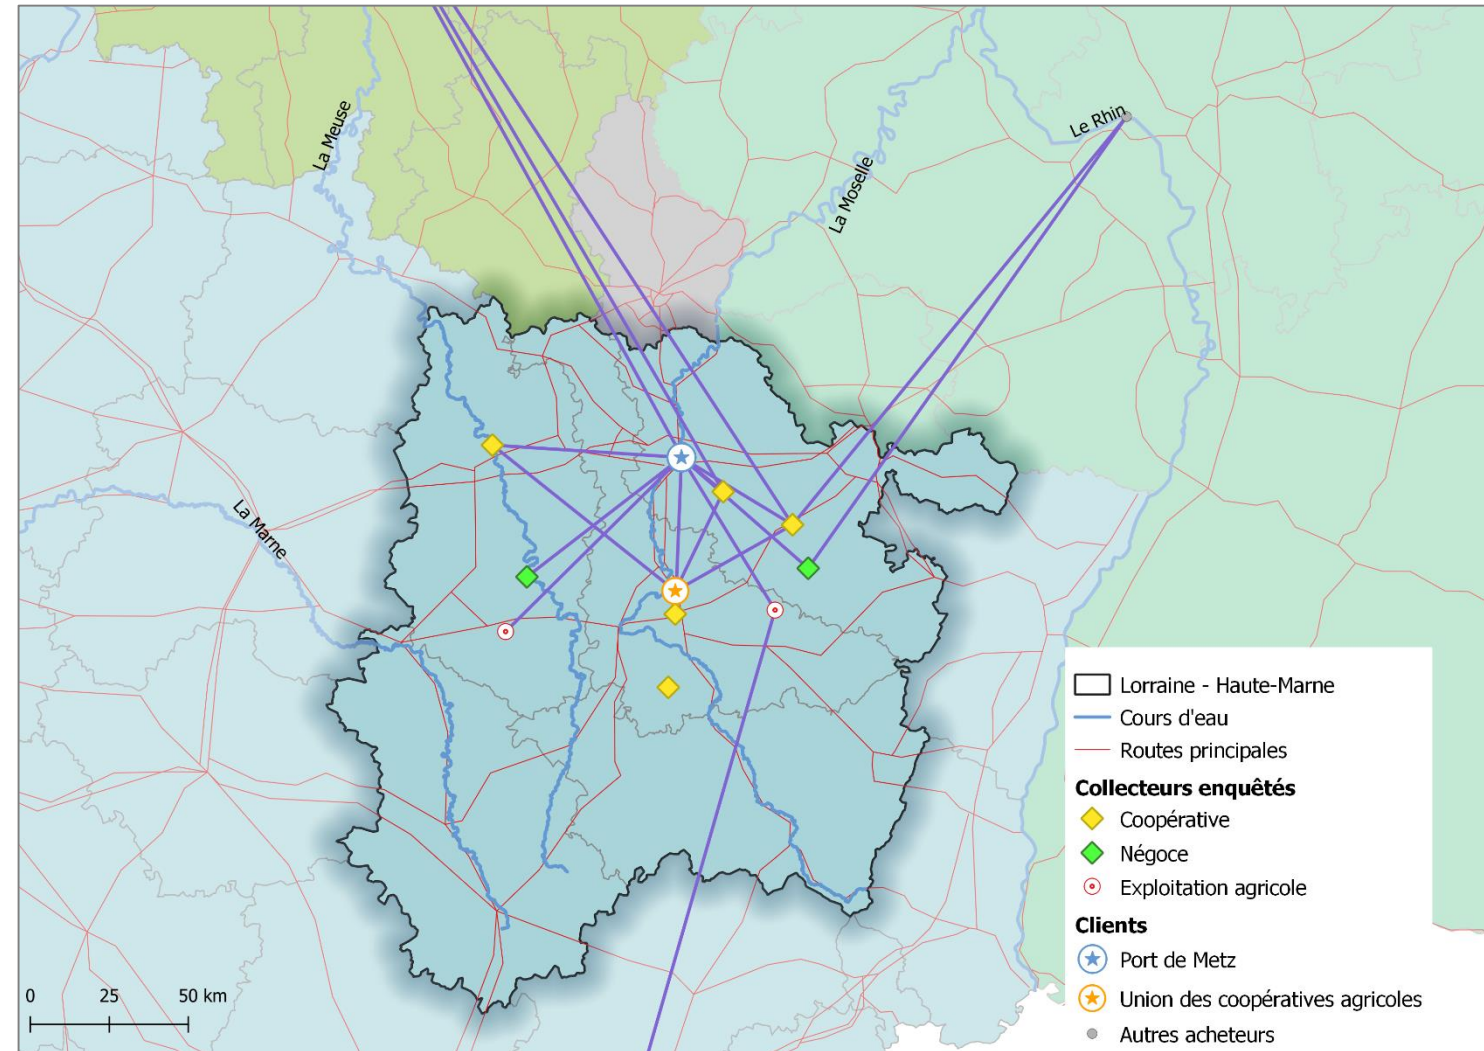 La Meuse
Le Rhin
La Moselle
La Marne
0 25 50 km
Lorraine - Haute-Marne
Cours d'eau
Routes principales
Collecteurs enquêtés
Coopérative
Négoce
Exploitation agricole
Clients
Port de Metz
Union des coopératives agricoles
Autres acheteurs